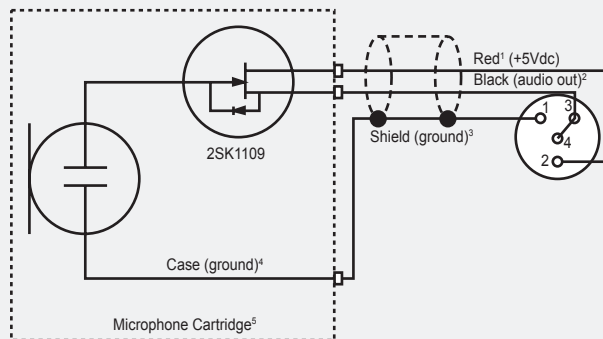 Red¹ (+5Vdc)
Black (audio out)²
1
3
4
2
Shield (ground)³
2SK1109
Case (ground)⁴
Microphone Cartridge⁵